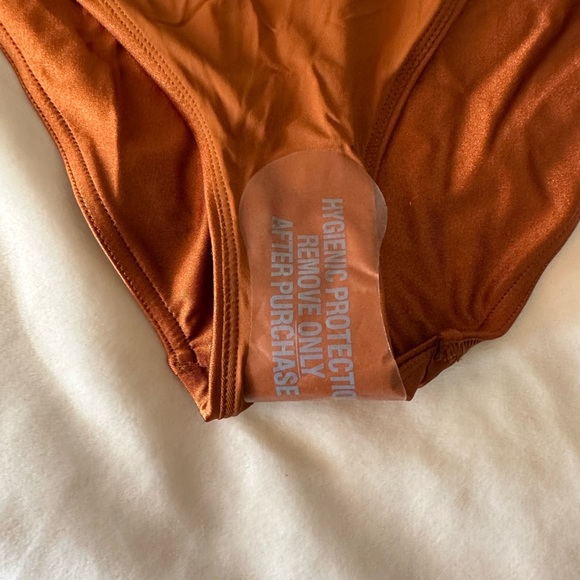 HYGIENIC PROTECTIO
REMOVE ONLY
AFTER PURCHASE